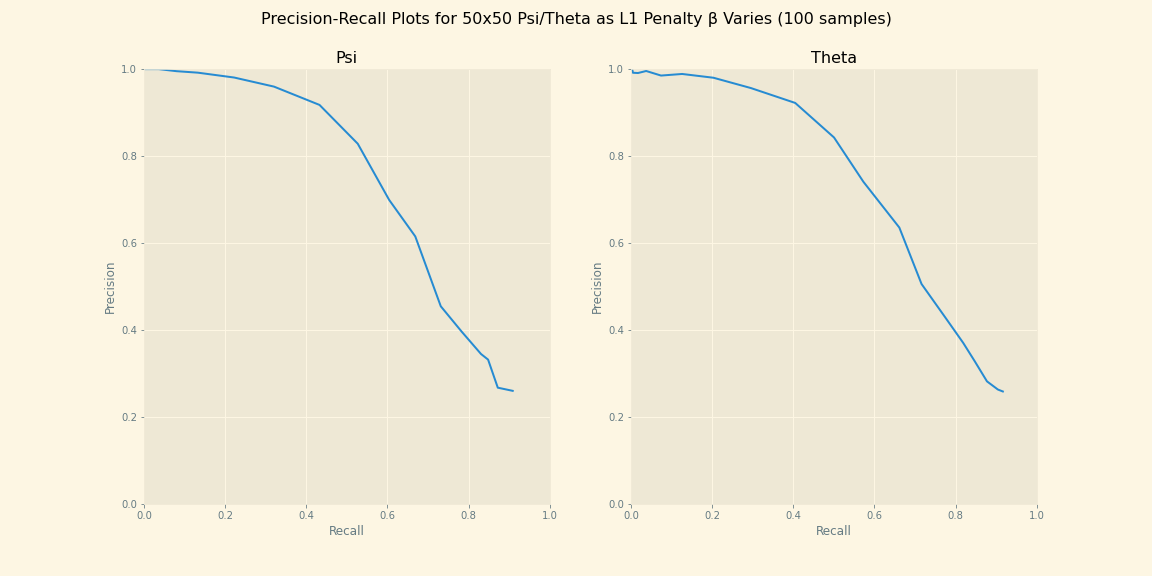 Precision-Recall Plots for 50x50 Psi/Theta as L1 Penalty β Varies (100 samples)
Psi
1.0
0.8
0.6
0.4
0.2
0.0
Precision
0.0 0.2 0.4 0.6 0.8 1.0
Recall
Theta
1.0
0.8
0.6
0.4
0.2
0.0
Precision
0.0 0.2 0.4 0.6 0.8 1.0
Recall